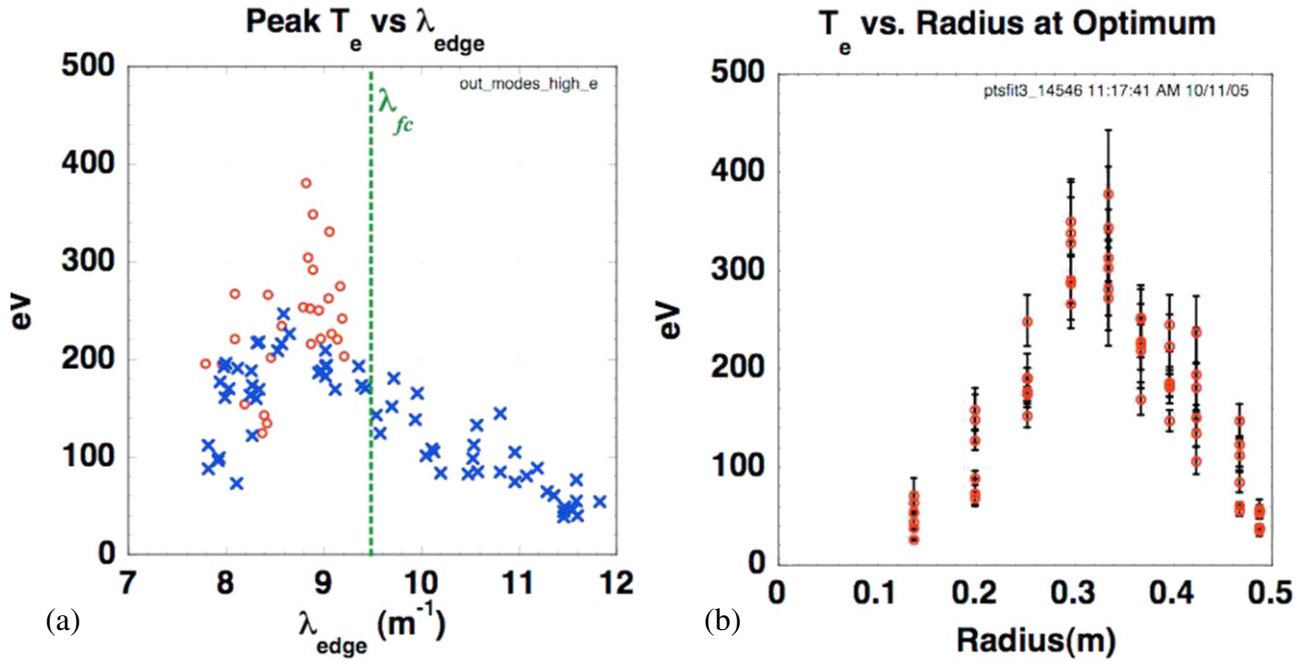 Peak Te vs λedge
500
400
300
200
100
0
eV
out_modes_high_e
λfc
7 8 9 10 11 12
λedge (m-1)
(a)
Te vs. Radius at Optimum
500
400
300
200
100
0
eV
ptsfit3_14546 11:17:41 AM 10/11/05
0 0.1 0.2 0.3 0.4 0.5
Radius(m)
(b)